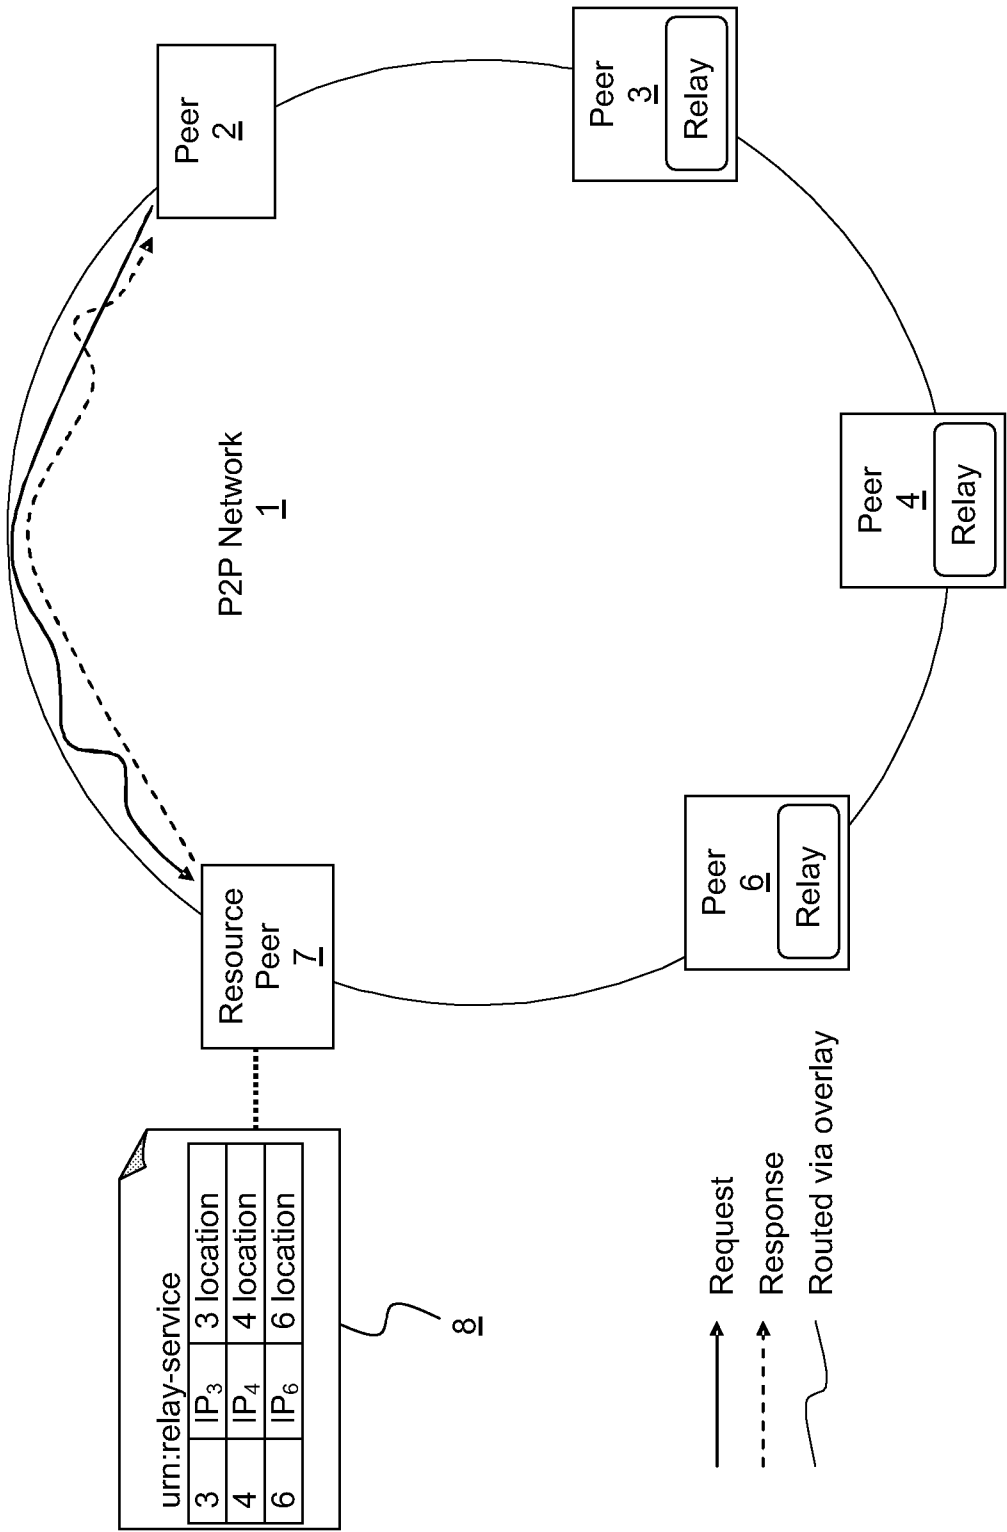 urn:relay-service
3 IP₃ 3 location
4 IP₄ 4 location
6 IP₆ 6 location
8
Resource
Peer
7
P2P Network
1
Peer
2
Peer
3
Relay
Peer
4
Relay
Peer
6
Relay
Request
Response
Routed via overlay